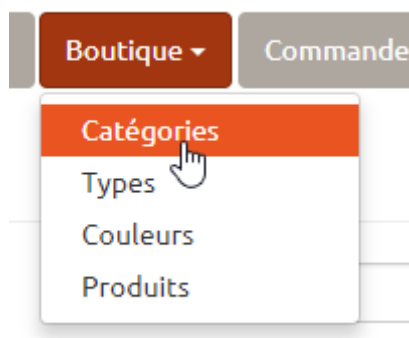 Boutique
Commande
Catégories
Types
Couleurs
Produits